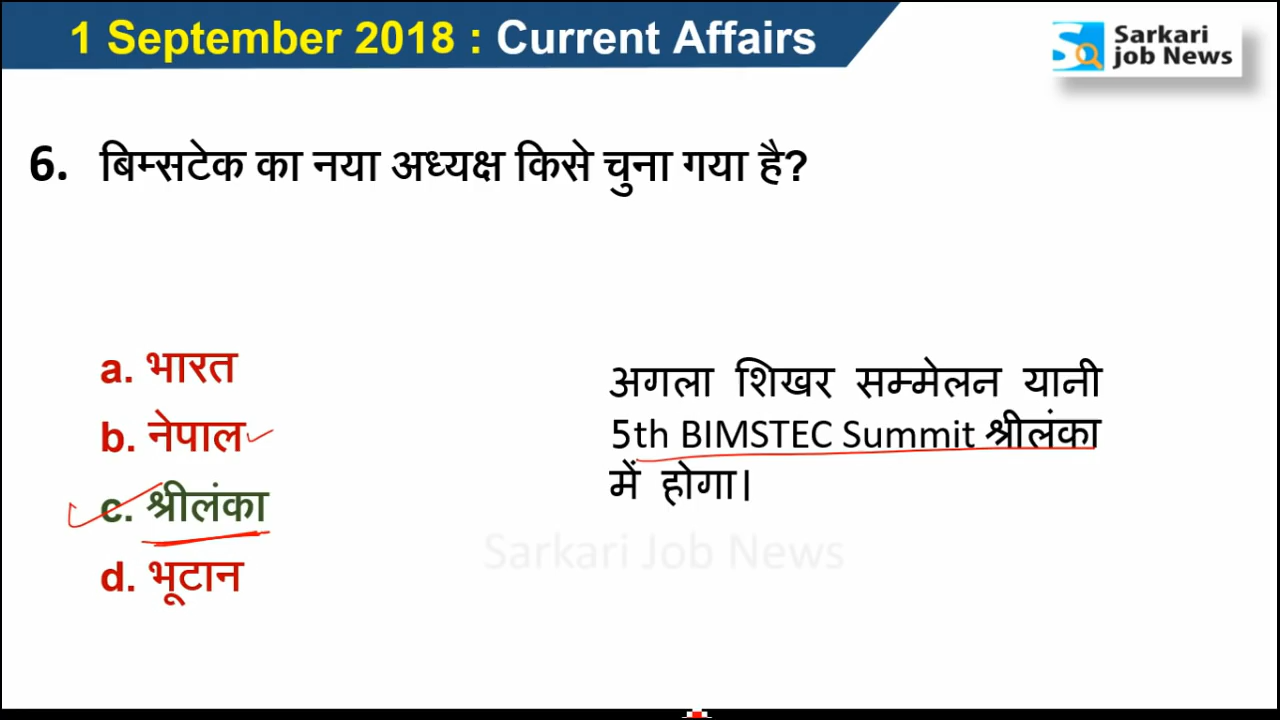 1 September 2018 : Current Affairs
Sarkari
Job News
6. बिम्सटेक का नया अध्यक्ष किसे चुना गया है?
a. भारत
b. नेपाल
c. श्रीलंका
d. भूटान
अगला शिखर सम्मेलन यानी
5th BIMSTEC Summit श्रीलंका
में होगा।
Sarkari Job News